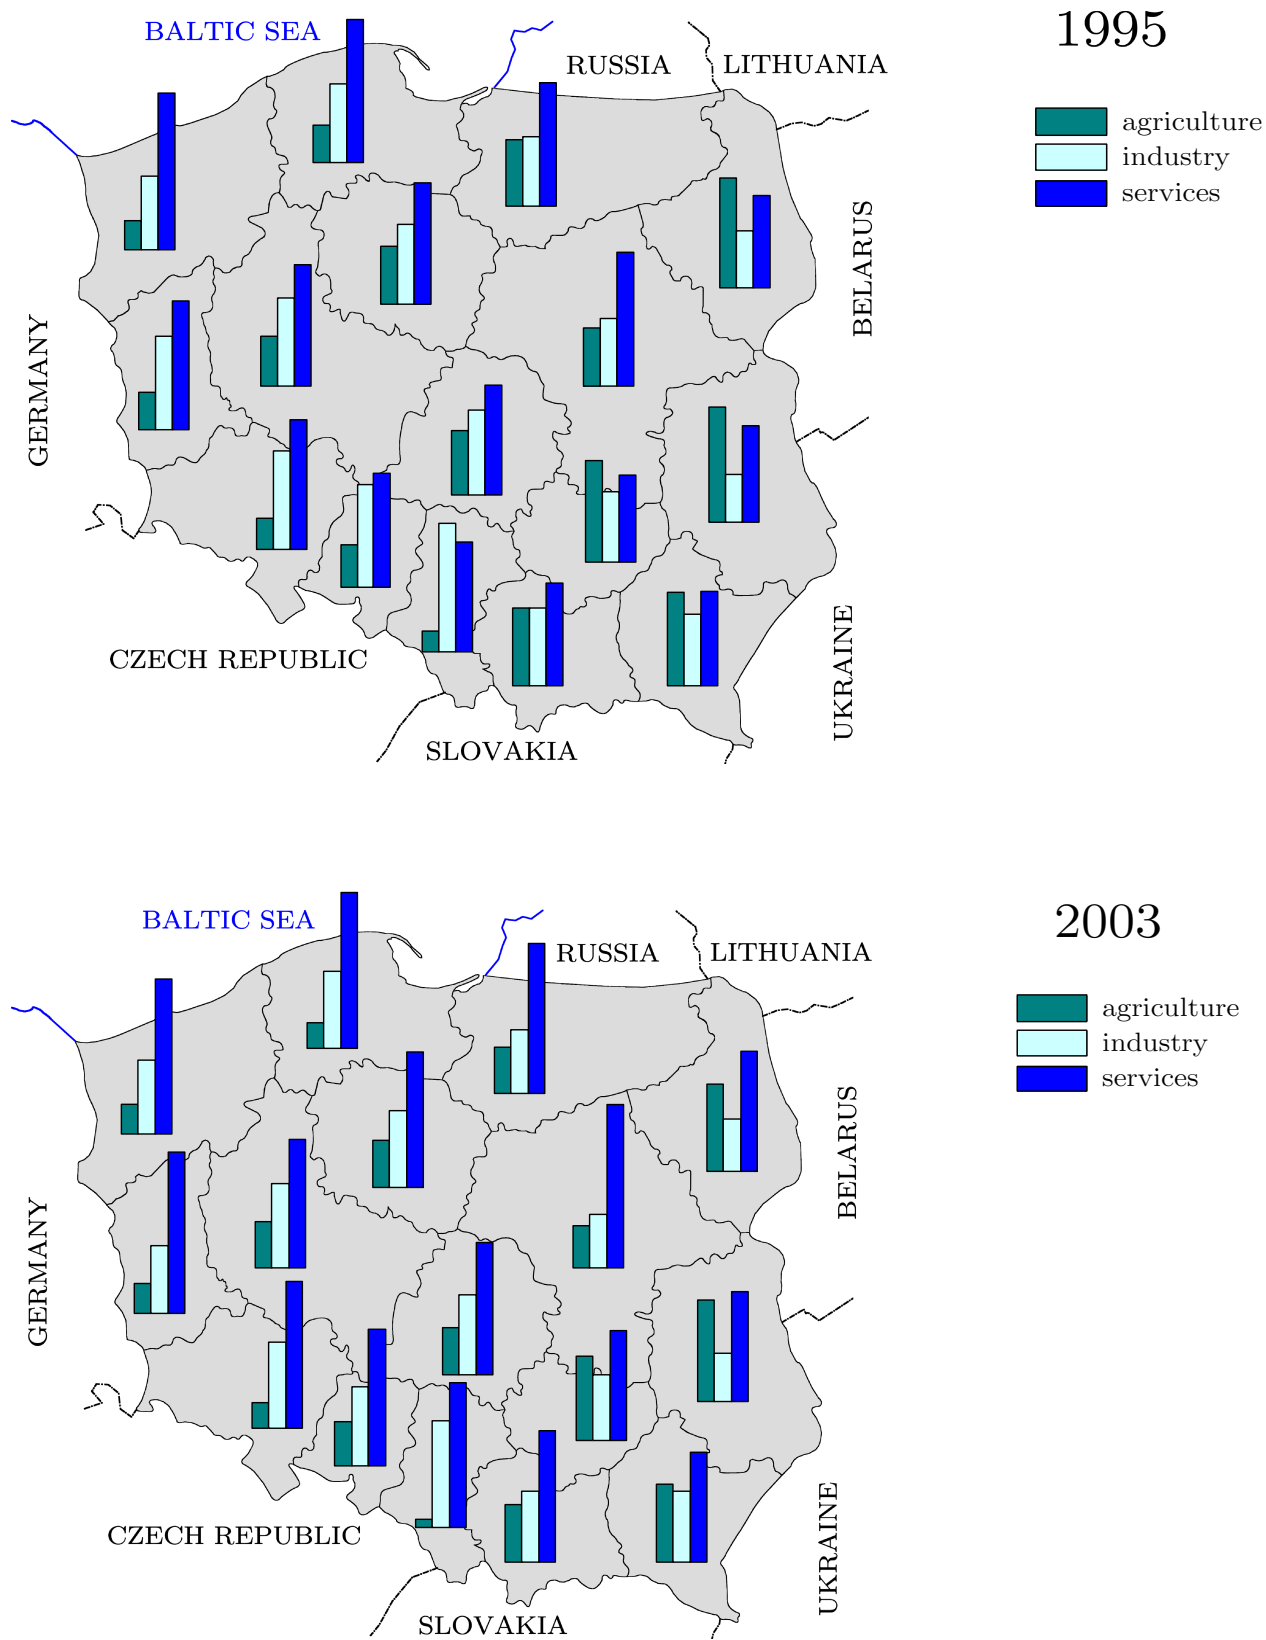 1995
BALTIC SEA
RUSSIA
LITHUANIA
agriculture
industry
services
BELARUS
GERMANY
CZECH REPUBLIC
UKRAINE
SLOVAKIA
2003
BALTIC SEA
RUSSIA
LITHUANIA
agriculture
industry
services
BELARUS
GERMANY
CZECH REPUBLIC
UKRAINE
SLOVAKIA